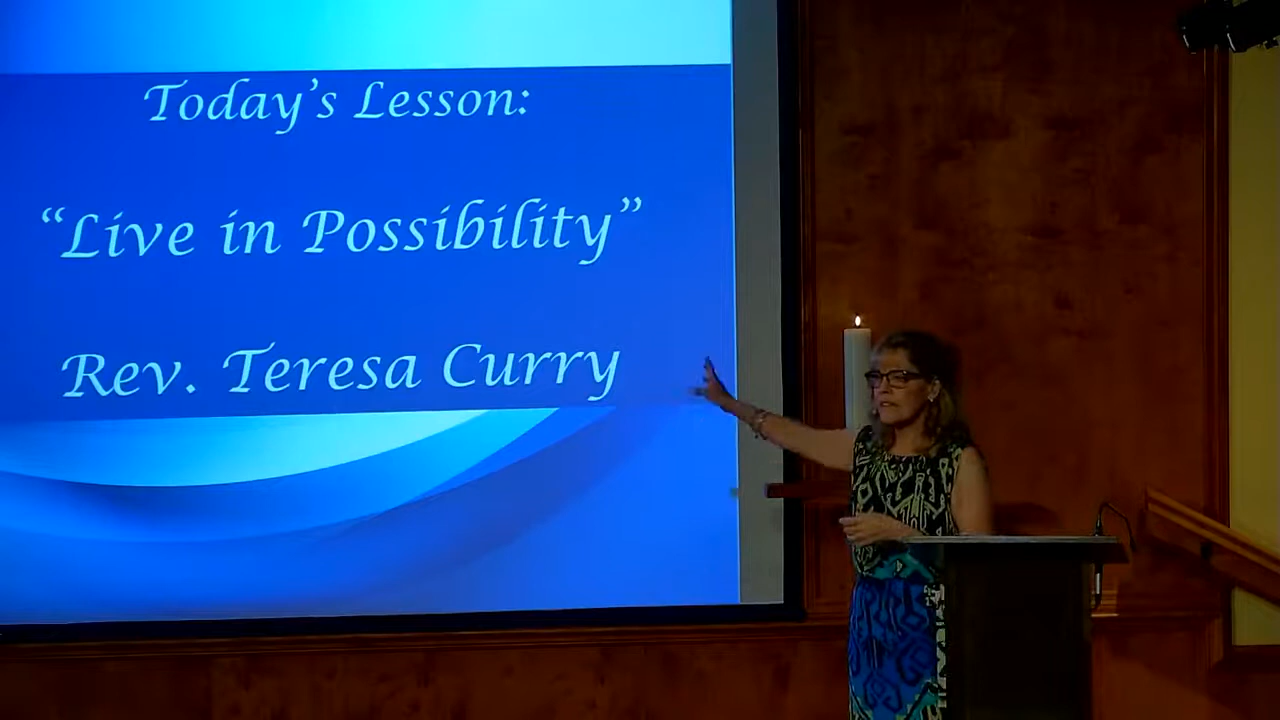 Today's Lesson:
“Live in Possibility”
Rev. Teresa Curry